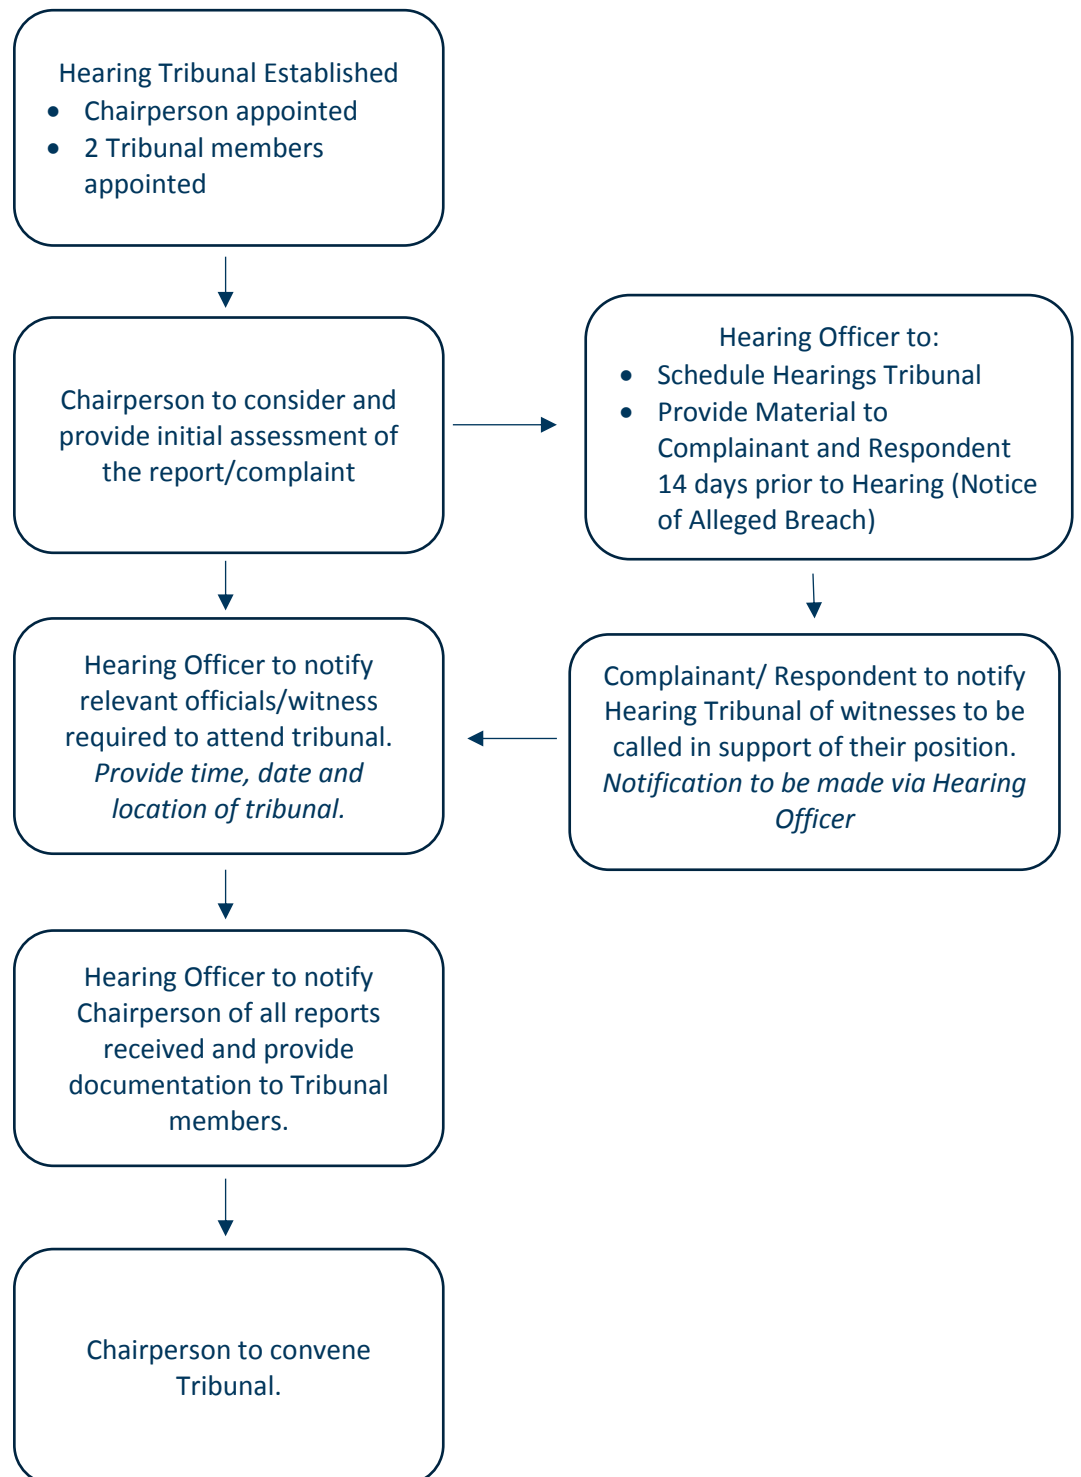 Hearing Tribunal Established
• Chairperson appointed
• 2 Tribunal members
appointed
Chairperson to consider and
provide initial assessment of
the report/complaint
Hearing Officer to:
• Schedule Hearings Tribunal
• Provide Material to
Complainant and Respondent
14 days prior to Hearing (Notice
of Alleged Breach)
Hearing Officer to notify
relevant officials/witness
required to attend tribunal.
Provide time, date and
location of tribunal.
Complainant/ Respondent to notify
Hearing Tribunal of witnesses to be
called in support of their position.
Notification to be made via Hearing
Officer
Hearing Officer to notify
Chairperson of all reports
received and provide
documentation to Tribunal
members.
Chairperson to convene
Tribunal.